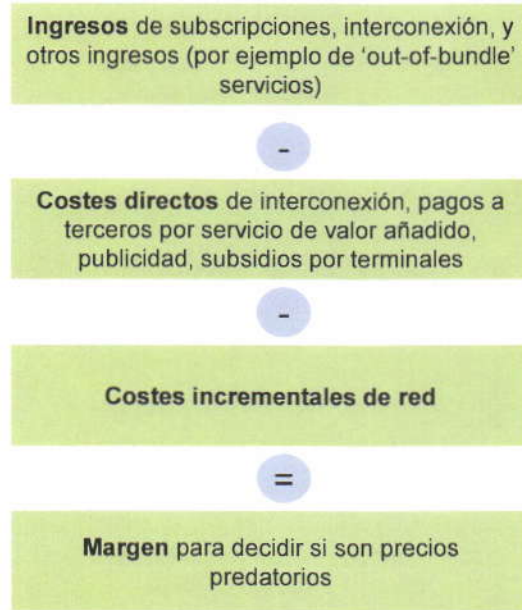 Ingresos de subscripciones, interconexión, y
otros ingresos (por ejemplo de 'out-of-bundle'
servicios)
-
Costes directos de interconexión, pagos a
terceros por servicio de valor añadido,
publicidad, subsidios por terminales
-
Costes incrementales de red
=
Margen para decidir si son precios
predatorios